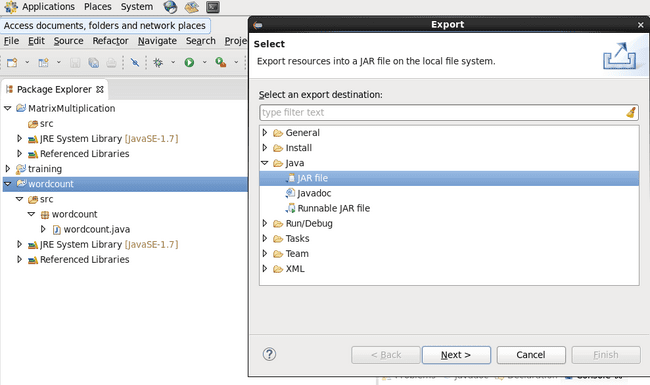 Applications Places System
Access documents, folders and network places
File Edit Source Refactor Navigate Search Proje
Package Explorer
MatrixMultiplication
src
JRE System Library [JavaSE-1.7]
Referenced Libraries
training
wordcount
src
wordcount
wordcount.java
JRE System Library [JavaSE-1.7]
Referenced Libraries
Export
Select
Export resources into a JAR file on the local file system.
Select an export destination:
type filter text
General
Install
Java
JAR file
Javadoc
Runnable JAR file
Run/Debug
Tasks
Team
XML
< Back Next > Cancel Finish